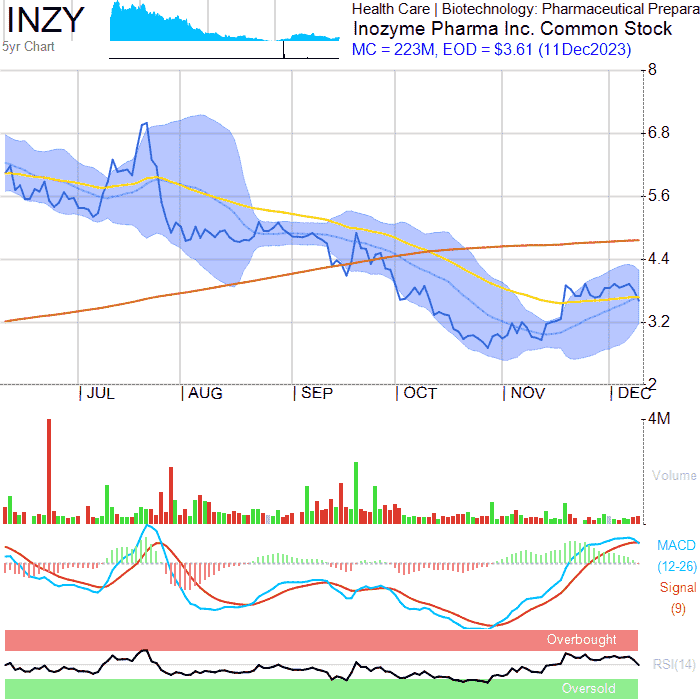 INZY
5yr Chart
Health Care | Biotechnology: Pharmaceutical Prepara
Inozyme Pharma Inc. Common Stock
MC = 223M, EOD = $3.61 (11Dec2023)
8
6.8
5.6
4.4
3.2
2
JUL
AUG
SEP
OCT
NOV
DEC
4M
Volume
MACD
(12-26)
Signal
(9)
Overbought
RSI(14)
Oversold